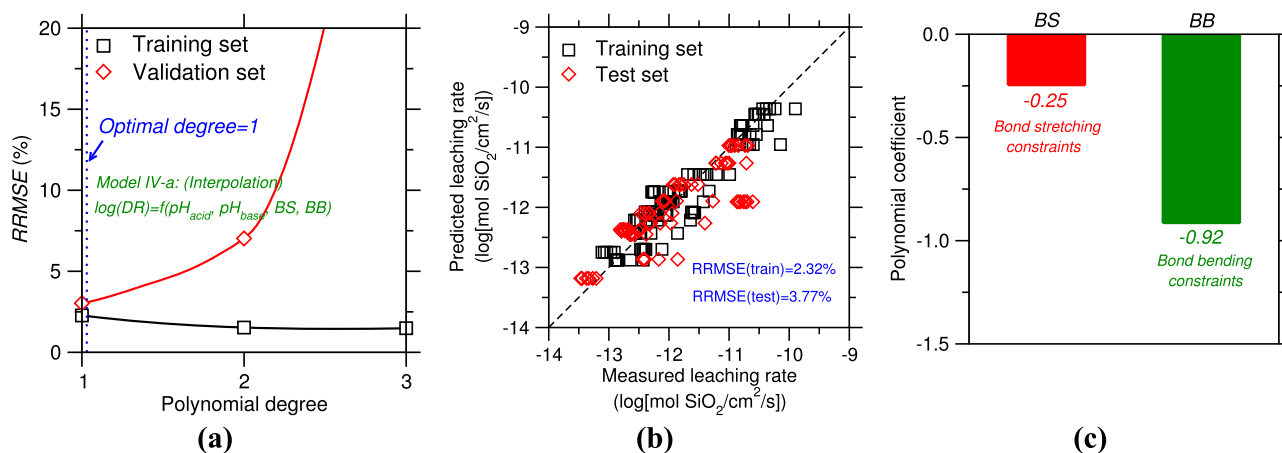 20
15
10
5
0
1
2
3
RRMSE (%)
Polynomial degree
Training set
Validation set
Optimal degree=1
Model IV-a: (Interpolation)
log(DR)=f(pH_acid, pH_base, BS, BB)
(a)
-9
-10
-11
-12
-13
-14
-14
-13
-12
-11
-10
-9
Predicted leaching rate
(log[mol SiO₂/cm²/s])
Measured leaching rate
(log[mol SiO₂/cm²/s])
Training set
Test set
RRMSE(train)=2.32%
RRMSE(test)=3.77%
(b)
BS
BB
0.0
-0.5
-1.0
-1.5
Polynomial coefficient
-0.25
Bond stretching
constraints
-0.92
Bond bending
constraints
(c)